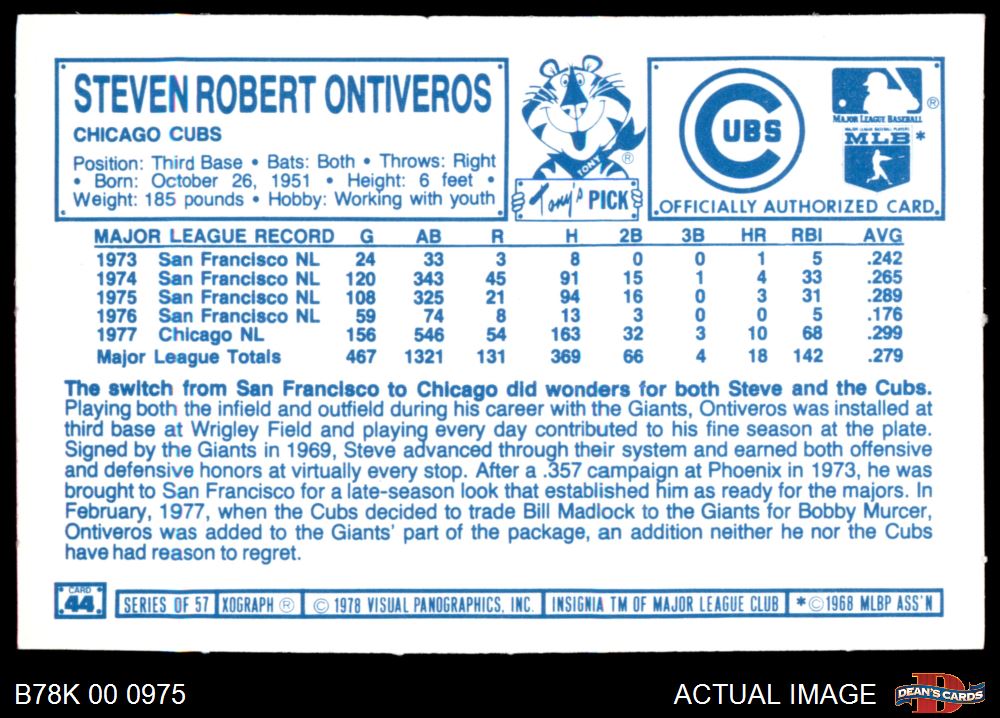 STEVEN ROBERT ONTIVEROS
CHICAGO CUBS
Position: Third Base • Bats: Both • Throws: Right
• Born: October 26, 1951 • Height: 6 feet •
Weight: 185 pounds • Hobby: Working with youth
TONY
®
Tony's PICK
CUBS
®
MAJOR LEAGUE BASEBALL
MAJOR LEAGUE BASEBALL PLAYERS
MLB *
OFFICIALLY AUTHORIZED CARD
MAJOR LEAGUE RECORD G AB R H 2B 3B HR RBI AVG
1973 San Francisco NL 24 33 3 8 0 0 1 5 .242
1974 San Francisco NL 120 343 45 91 15 1 4 33 .265
1975 San Francisco NL 108 325 21 94 16 0 3 31 .289
1976 San Francisco NL 59 74 8 13 3 0 0 5 .176
1977 Chicago NL 156 546 54 163 32 3 10 68 .299
Major League Totals 467 1321 131 369 66 4 18 142 .279
The switch from San Francisco to Chicago did wonders for both Steve and the Cubs.
Playing both the infield and outfield during his career with the Giants, Ontiveros was installed at
third base at Wrigley Field and playing every day contributed to his fine season at the plate.
Signed by the Giants in 1969, Steve advanced through their system and earned both offensive
and defensive honors at virtually every stop. After a .357 campaign at Phoenix in 1973, he was
brought to San Francisco for a late-season look that established him as ready for the majors. In
February, 1977, when the Cubs decided to trade Bill Madlock to the Giants for Bobby Murcer,
Ontiveros was added to the Giants' part of the package, an addition neither he nor the Cubs
have had reason to regret.
CARD
44
SERIES OF 57 XOGRAPH ® © 1978 VISUAL PANOGRAPHICS, INC. INSIGNIA TM OF MAJOR LEAGUE CLUB *©1968 MLBP ASS'N
B78K 00 0975
ACTUAL IMAGE
DEAN'S CARDS